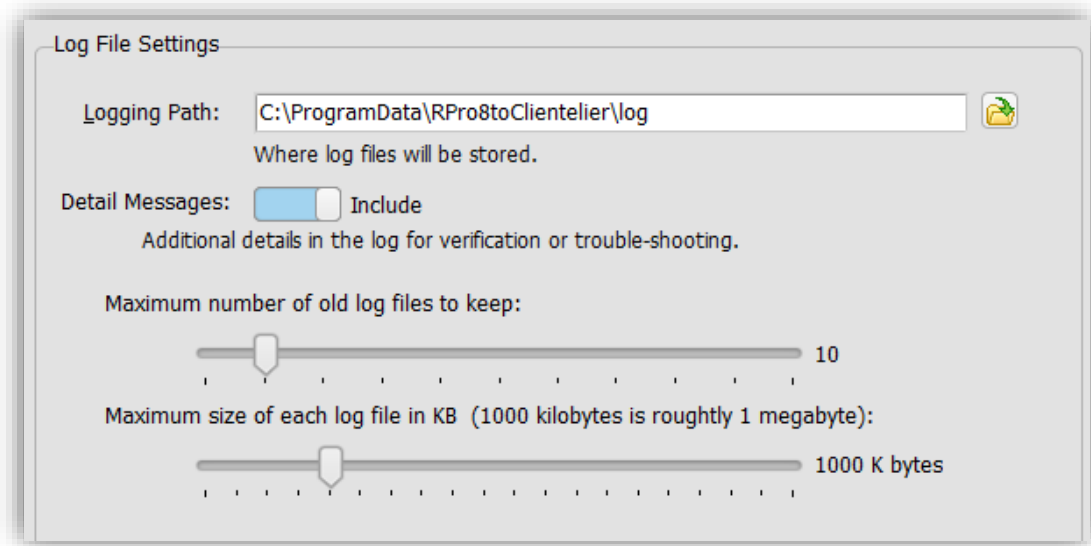 Log File Settings
Logging Path: C:\ProgramData\RPro8toClientelier\log
Where log files will be stored.
Detail Messages: Include
Additional details in the log for verification or trouble-shooting.
Maximum number of old log files to keep:
10
Maximum size of each log file in KB (1000 kilobytes is roughtly 1 megabyte):
1000 K bytes